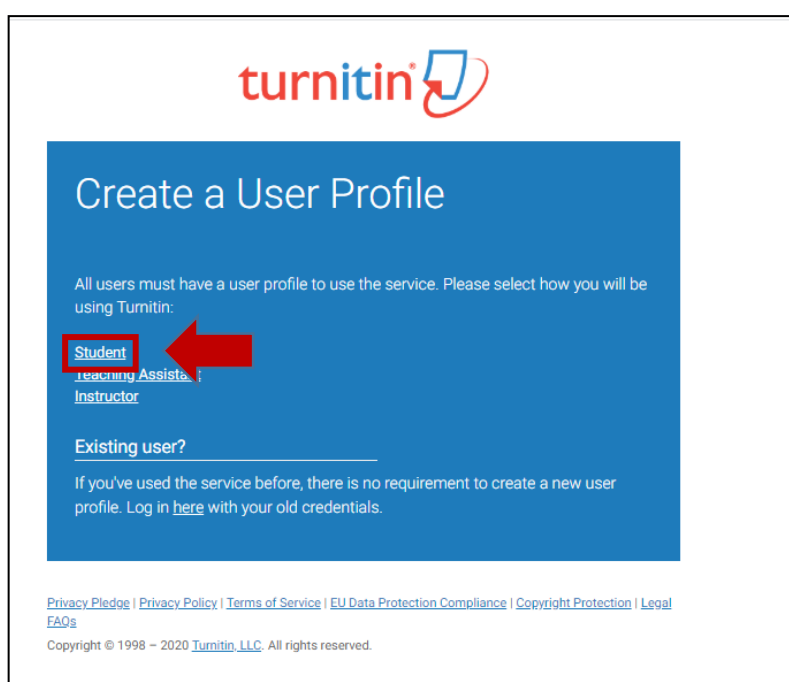 turnitin®
Create a User Profile
All users must have a user profile to use the service. Please select how you will be
using Turnitin:
Student
Teaching
Instructor
Existing user?
If you've used the service before, there is no requirement to create a new user
profile. Log in here with your old credentials.
Privacy Pledge | Privacy Policy | Terms of Service | EU Data Protection Compliance | Copyright Protection | Legal
FAQs
Copyright © 1998 – 2020 Turnitin, LLC. All rights reserved.